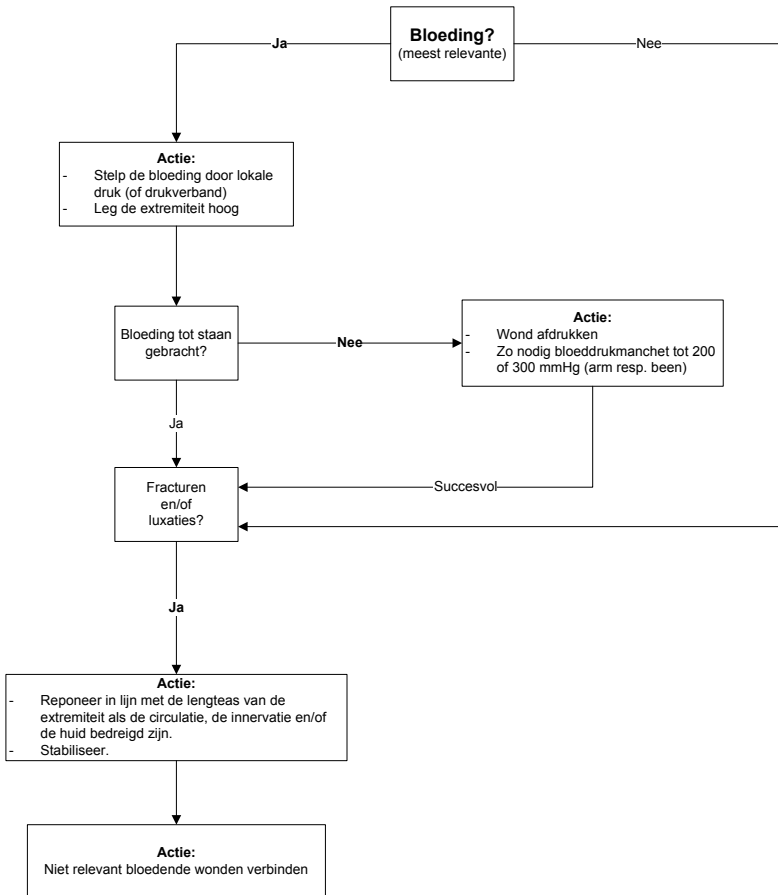 Bloeding?
(meest relevante)
Ja
Nee
Actie:
- Stelp de bloeding door lokale
druk (of drukverband)
- Leg de extremiteit hoog
Bloeding tot staan
gebracht?
Nee
Actie:
- Wond afdrukken
- Zo nodig bloeddrukmanchet tot 200
of 300 mmHg (arm resp. been)
Ja
Succesvol
Fracturen
en/of
luxaties?
Ja
Actie:
- Reponeer in lijn met de lengteas van de
extremiteit als de circulatie, de innervatie en/of
de huid bedreigd zijn.
- Stabiliseer.
Actie:
Niet relevant bloedende wonden verbinden